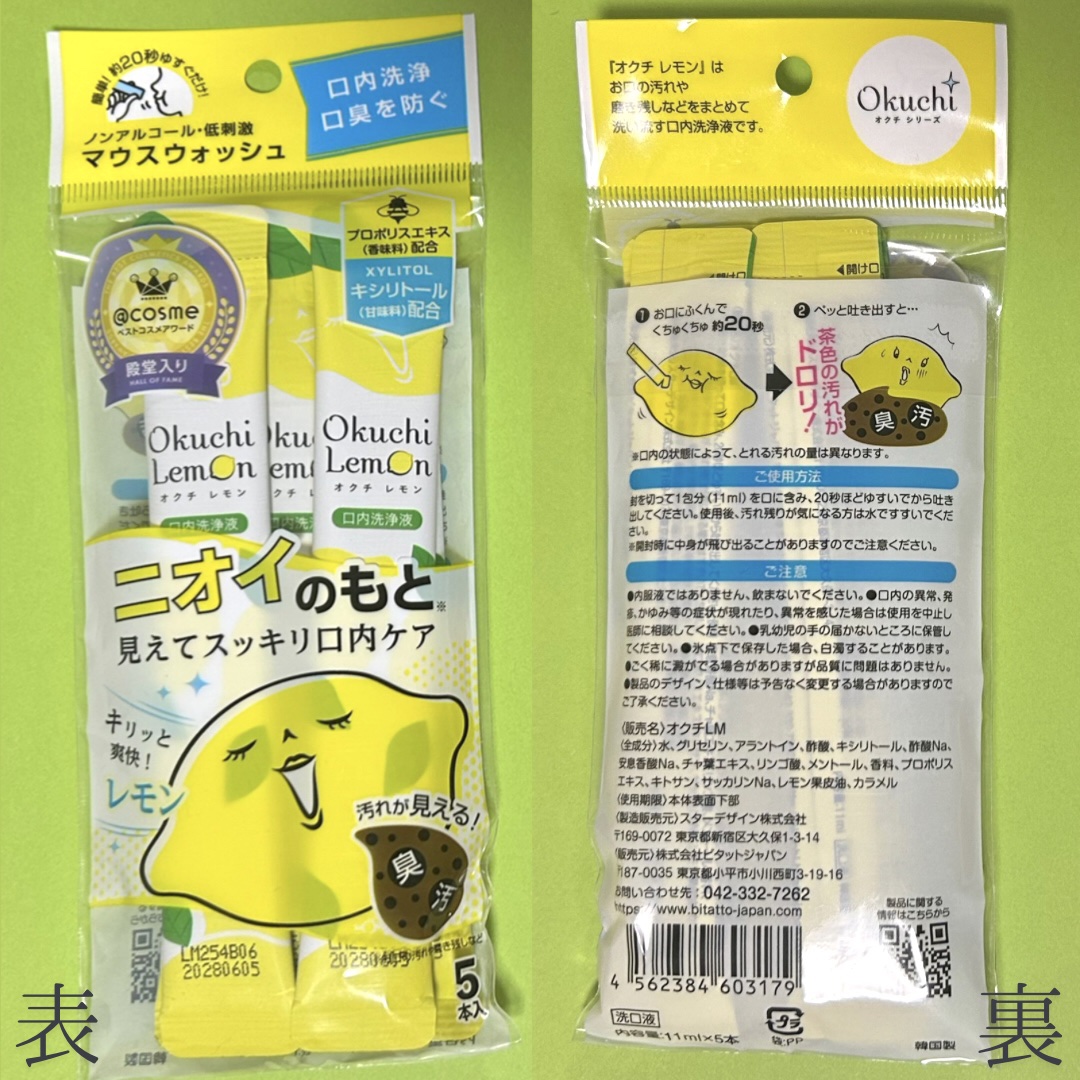 簡単!約20秒ゆすぐだけ!
ノンアルコール・低刺激
マウスウォッシュ
口内洗浄
口臭を防ぐ
プロポリスエキス
(香味料)配合
XYLITOL
キシリトール
(甘味料)配合
@cosme
ベストコスメアワード
殿堂入り
HALL OF FAME
Okuchi
Lemon
オクチ レモン
口内洗浄液
Okuchi
Lemon
オクチ レモン
口内洗浄液
ニオイのもと※
見えてスッキリ口内ケア
キリッと
爽快!
レモン
汚れが見える!
臭
汚
LM254B06
20280605
5
本入
表
『オクチ レモン』は
お口の汚れや
磨き残しなどをまとめて
洗い流す口内洗浄液です。
Okuchi
オクチ シリーズ
◀開け口
◀開け口
1 お口にふくんで
くちゅくちゅ 約20秒
2 ペッと吐き出すと…
茶色の汚れが
ドロリ!
臭
汚
※口内の状態によって、とれる汚れの量は異なります。
ご使用方法
封を切って1包分(11ml)を口に含み、20秒ほどゆすいでから吐き
出してください。使用後、汚れ残りが気になる方は水ですすいでくだ
さい。
※開封時に中身が飛び出ることがありますのでご注意ください。
ご注意
●内服液ではありません、飲まないでください。●口内の異常、発
疹、かゆみ等の症状が現れたり、異常を感じた場合は使用を中止し
医師に相談してください。●乳幼児の手の届かないところに保管し
てください。●氷点下で保存した場合、白濁することがあります。
●ごく稀に澱がでる場合がありますが品質に問題はありません。
●製品のデザイン、仕様等は予告なく変更する場合がありますので
ご了承ください。
〈販売名〉オクチLM
〈全成分〉水、グリセリン、アラントイン、酢酸、キシリトール、酢酸Na、
安息香酸Na、チャ葉エキス、リンゴ酸、メントール、香料、プロポリス
エキス、キトサン、サッカリンNa、レモン果皮油、カラメル
〈使用期限〉本体表面下部
〈製造販売元〉スターデザイン株式会社
〒169-0072 東京都新宿区大久保1-3-14
〈販売元〉株式会社ビタットジャパン
〒187-0035 東京都小平市小川西町3-19-16
お問い合わせ先:042-332-7262
https://www.bitatto-japan.com
製品に関する
情報はこちらから
4 562384 603179
洗口液
内容量:11ml×5本
プラ
袋:PP
韓国製
裏